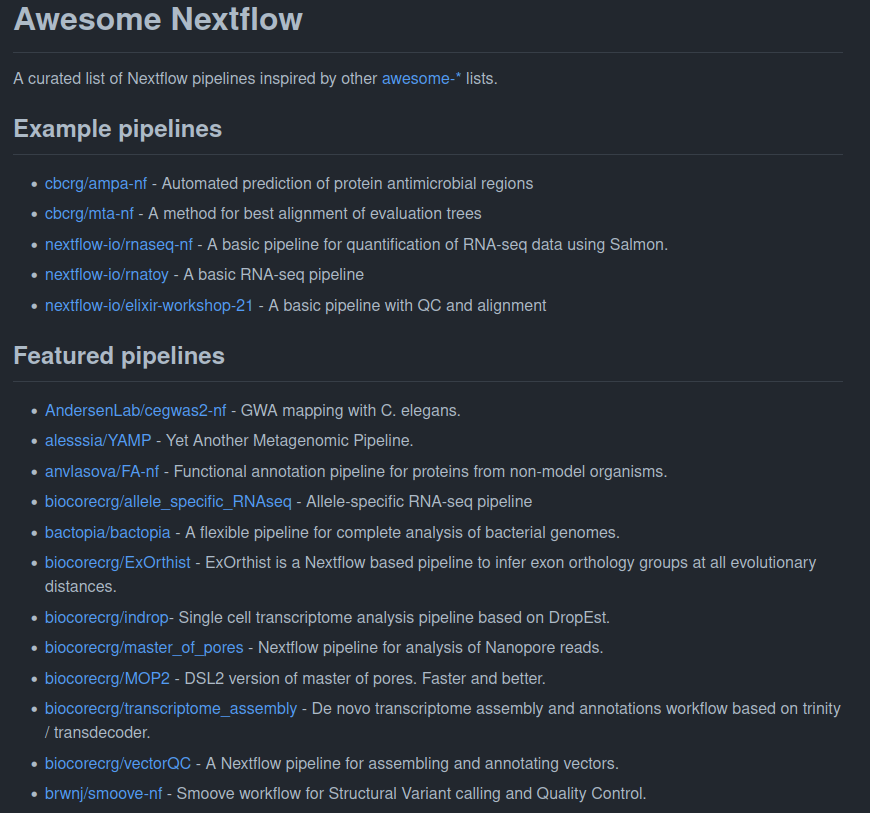 Awesome Nextflow
A curated list of Nextflow pipelines inspired by other awesome-* lists.
Example pipelines
• cbcrg/ampa-nf - Automated prediction of protein antimicrobial regions
• cbcrg/mta-nf - A method for best alignment of evaluation trees
• nextflow-io/rnaseq-nf - A basic pipeline for quantification of RNA-seq data using Salmon.
• nextflow-io/rnatoy - A basic RNA-seq pipeline
• nextflow-io/elixir-workshop-21 - A basic pipeline with QC and alignment
Featured pipelines
• AndersenLab/cegwas2-nf - GWA mapping with C. elegans.
• alesssia/YAMP - Yet Another Metagenomic Pipeline.
• anvlasova/FA-nf - Functional annotation pipeline for proteins from non-model organisms.
• biocorecrg/allele_specific_RNAseq - Allele-specific RNA-seq pipeline
• bactopia/bactopia - A flexible pipeline for complete analysis of bacterial genomes.
• biocorecrg/ExOrthist - ExOrthist is a Nextflow based pipeline to infer exon orthology groups at all evolutionary
distances.
• biocorecrg/indrop- Single cell transcriptome analysis pipeline based on DropEst.
• biocorecrg/master_of_pores - Nextflow pipeline for analysis of Nanopore reads.
• biocorecrg/MOP2 - DSL2 version of master of pores. Faster and better.
• biocorecrg/transcriptome_assembly - De novo transcriptome assembly and annotations workflow based on trinity
/ transdecoder.
• biocorecrg/vectorQC - A Nextflow pipeline for assembling and annotating vectors.
• brwnj/smoove-nf - Smoove workflow for Structural Variant calling and Quality Control.